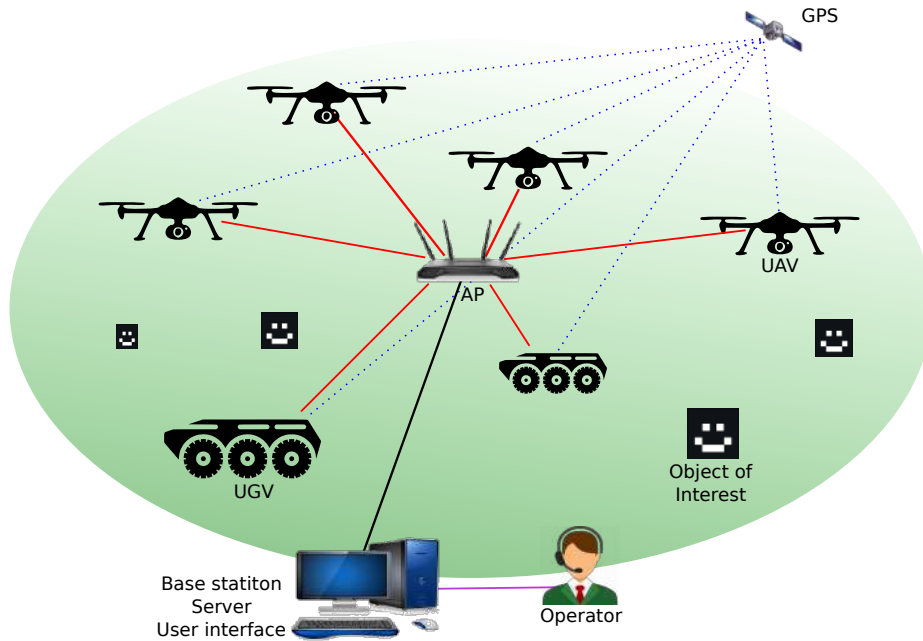 GPS
UAV
AP
UGV
Object of
Interest
Base statiton
Server
User interface
Operator